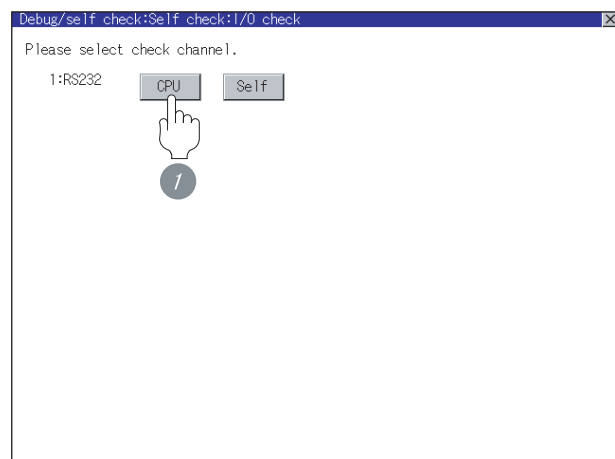 Debug/self check:Self check:I/O check
Please select check channel.
1:RS232 CPU Self
1